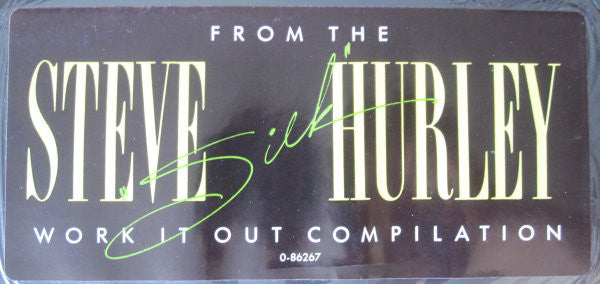 FROM THE
STEVE "Silk" HURLEY
WORK IT OUT COMPILATION
0-86267